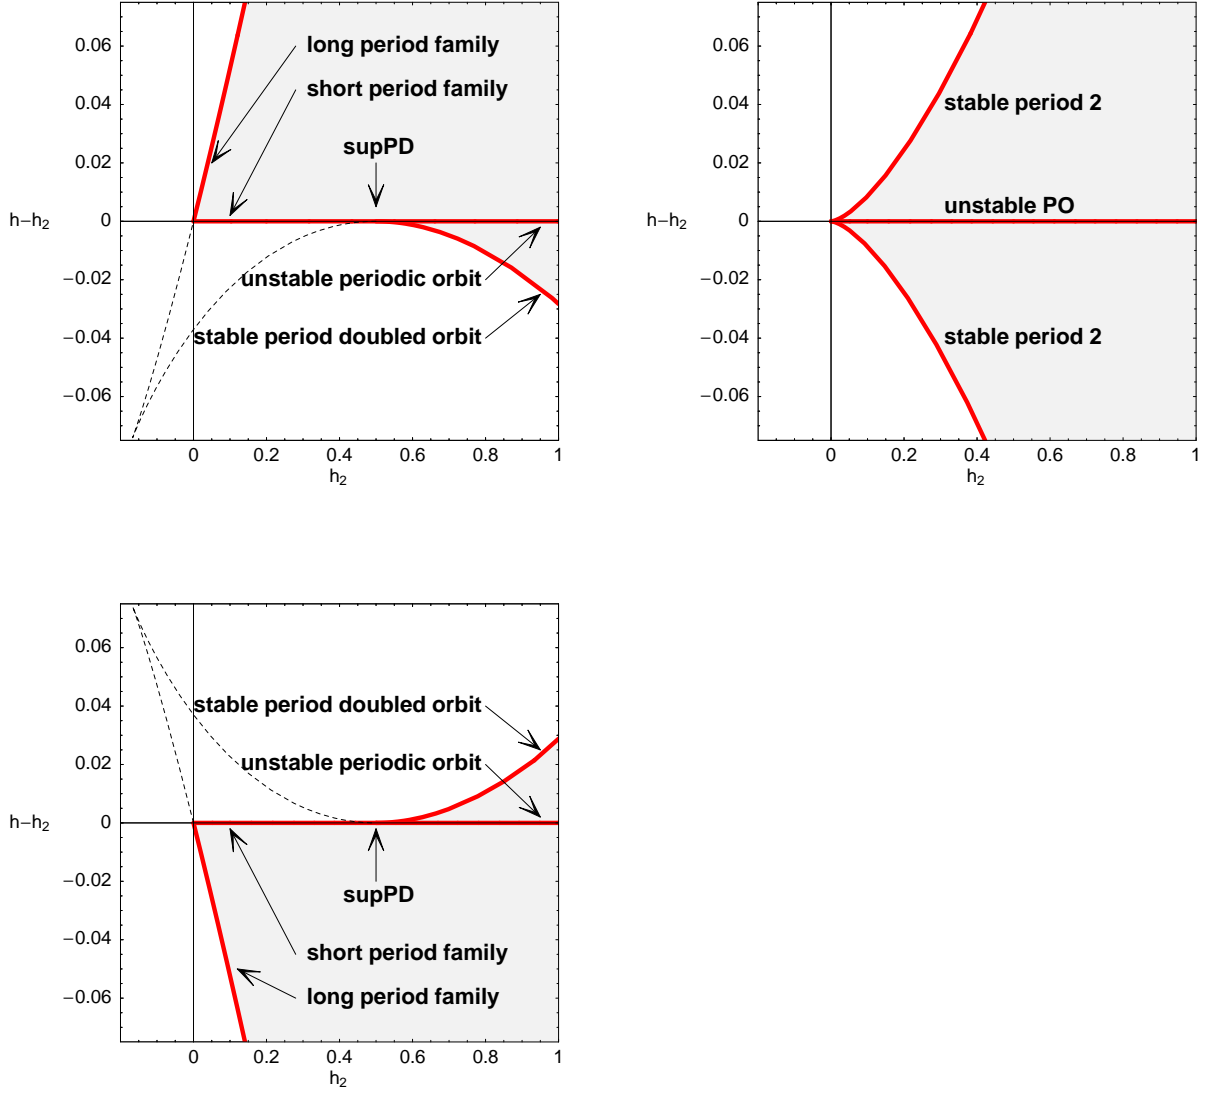 0.06
0.04
0.02
0
−0.02
−0.04
−0.06
h−h2
long period family
short period family
supPD
unstable periodic orbit
stable period doubled orbit
0 0.2 0.4 0.6 0.8 1
h2
0.06
0.04
0.02
0
−0.02
−0.04
−0.06
h−h2
stable period 2
unstable PO
stable period 2
0 0.2 0.4 0.6 0.8 1
h2
0.06
0.04
0.02
0
−0.02
−0.04
−0.06
h−h2
stable period doubled orbit
unstable periodic orbit
supPD
short period family
long period family
0 0.2 0.4 0.6 0.8 1
h2